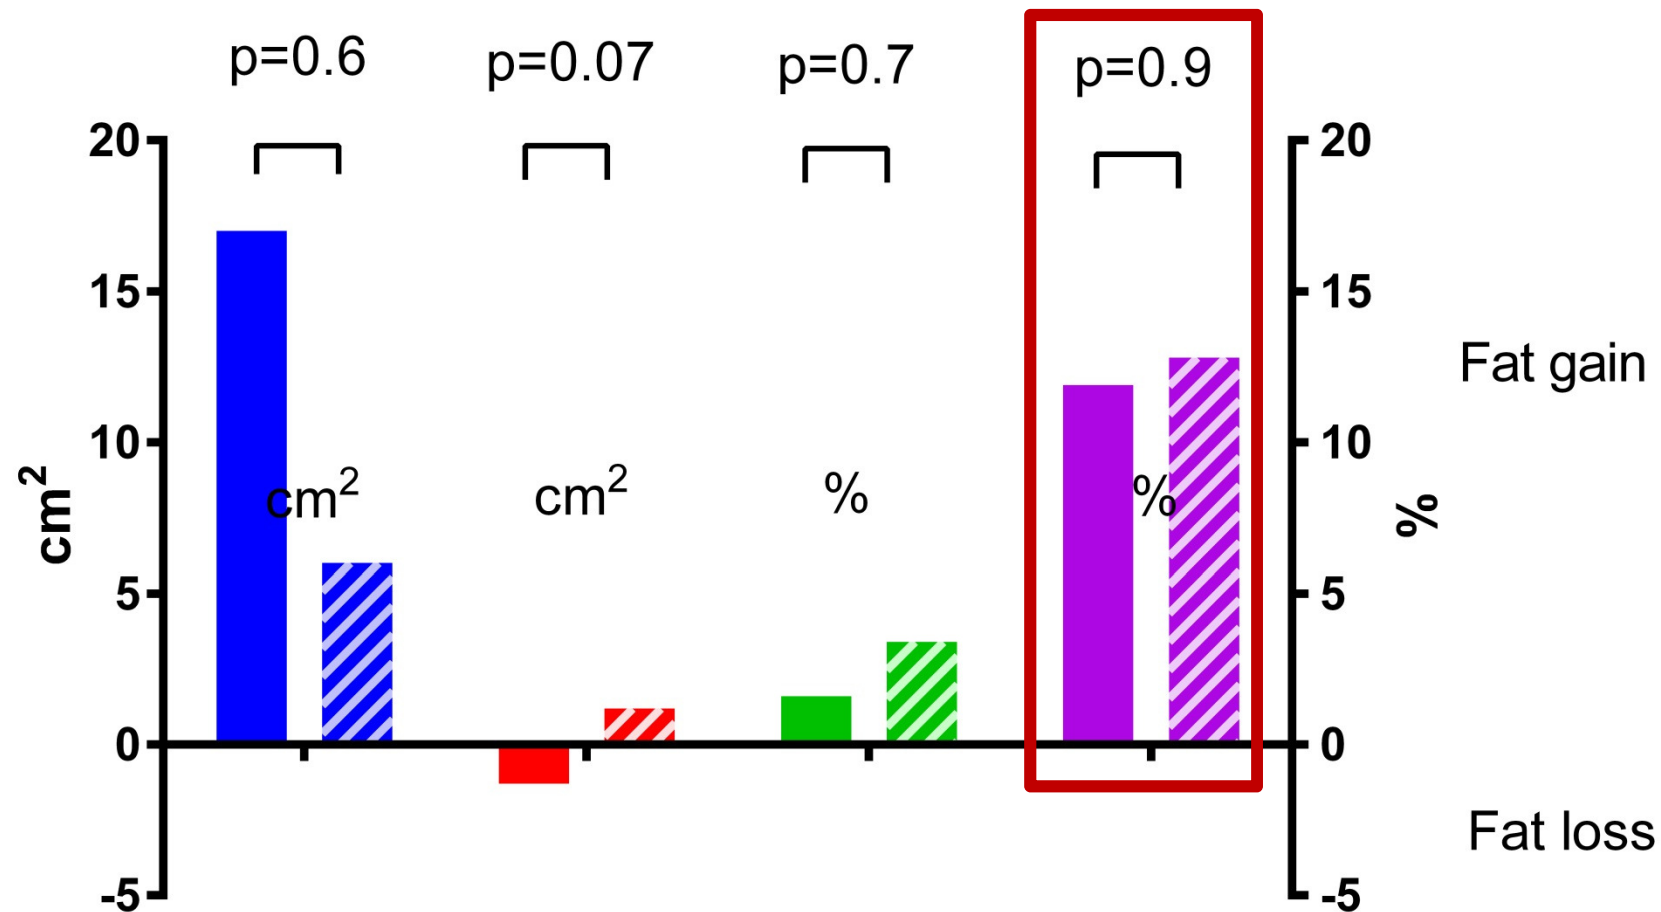 p=0.6 p=0.07 p=0.7 p=0.9
20 20
15 15
Fat gain
10 10
cm² cm² % %
cm² %
5 5
0 0
Fat loss
-5 -5